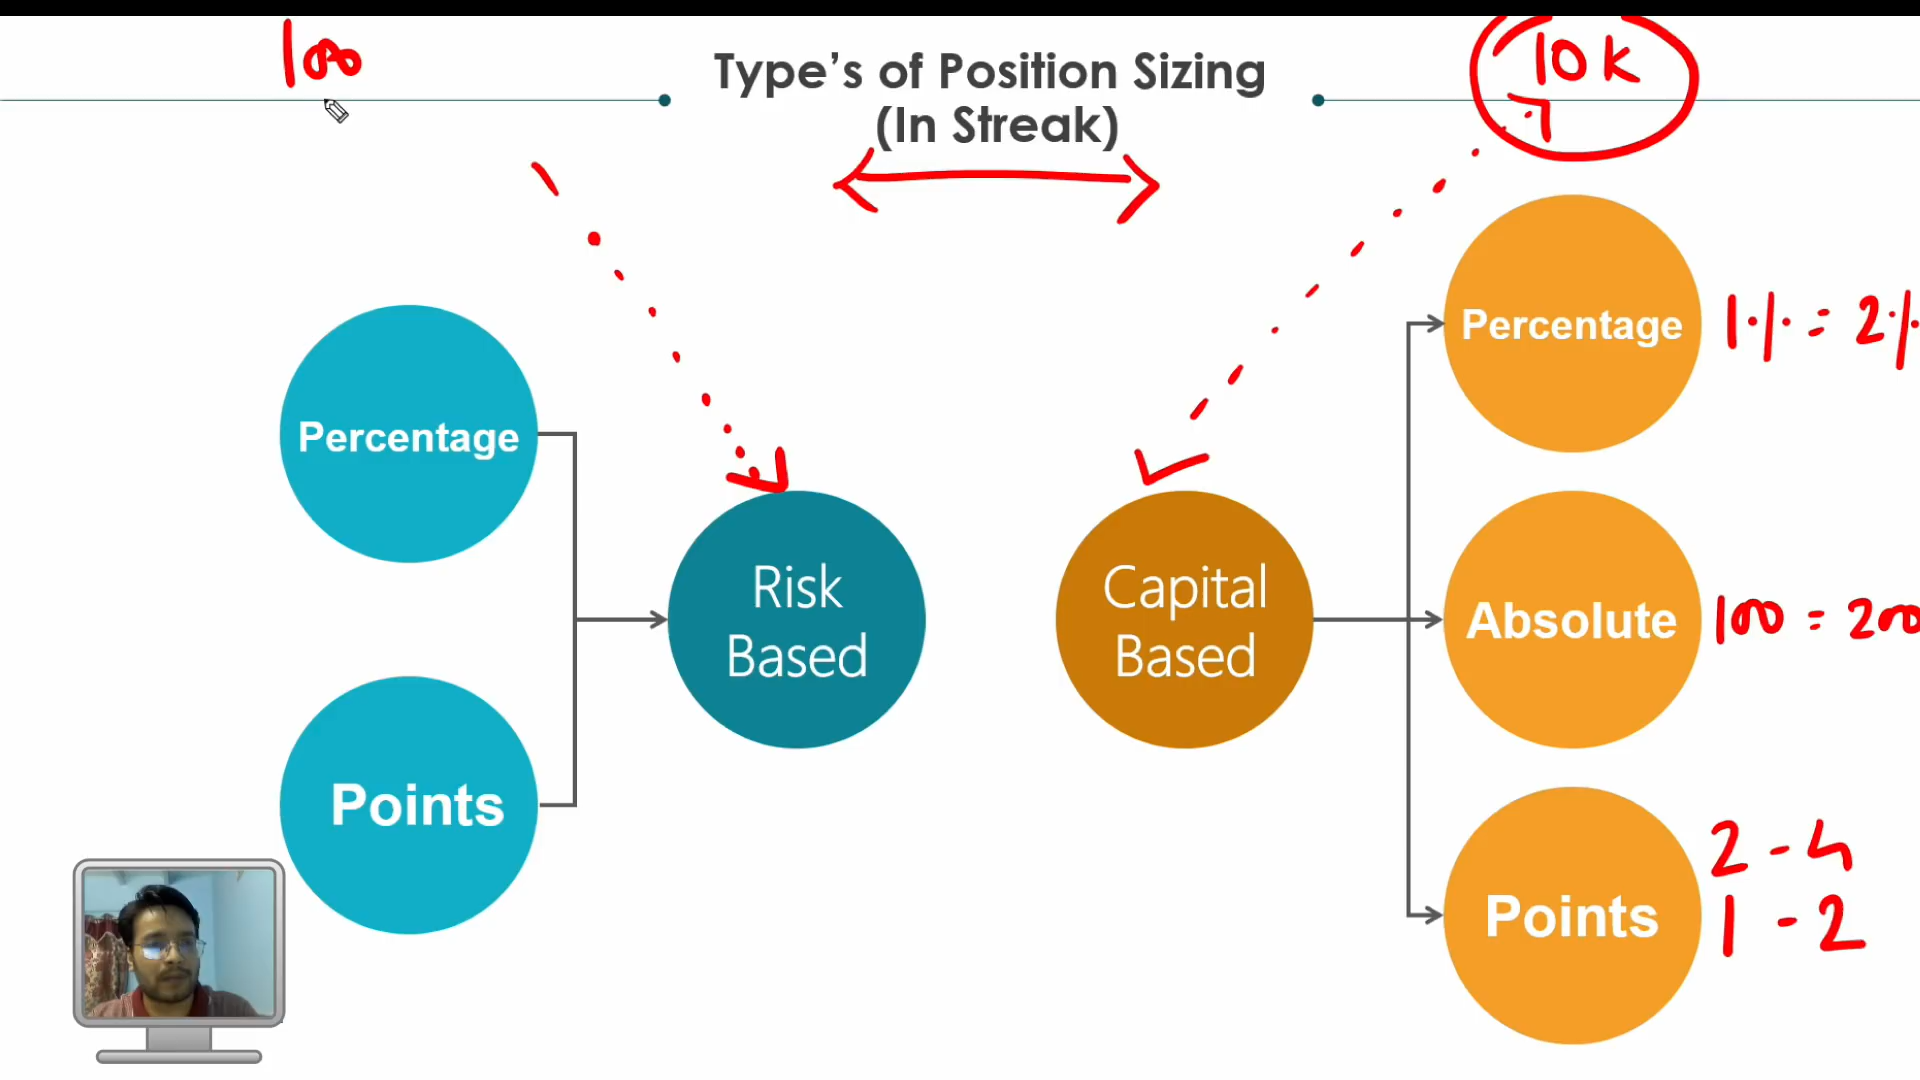 100
Type’s of Position Sizing
(In Streak)
10K
Percentage
Points
Risk
Based
Capital
Based
Percentage
1% = 2%
Absolute
100 = 200
Points
2 - 4
1 - 2